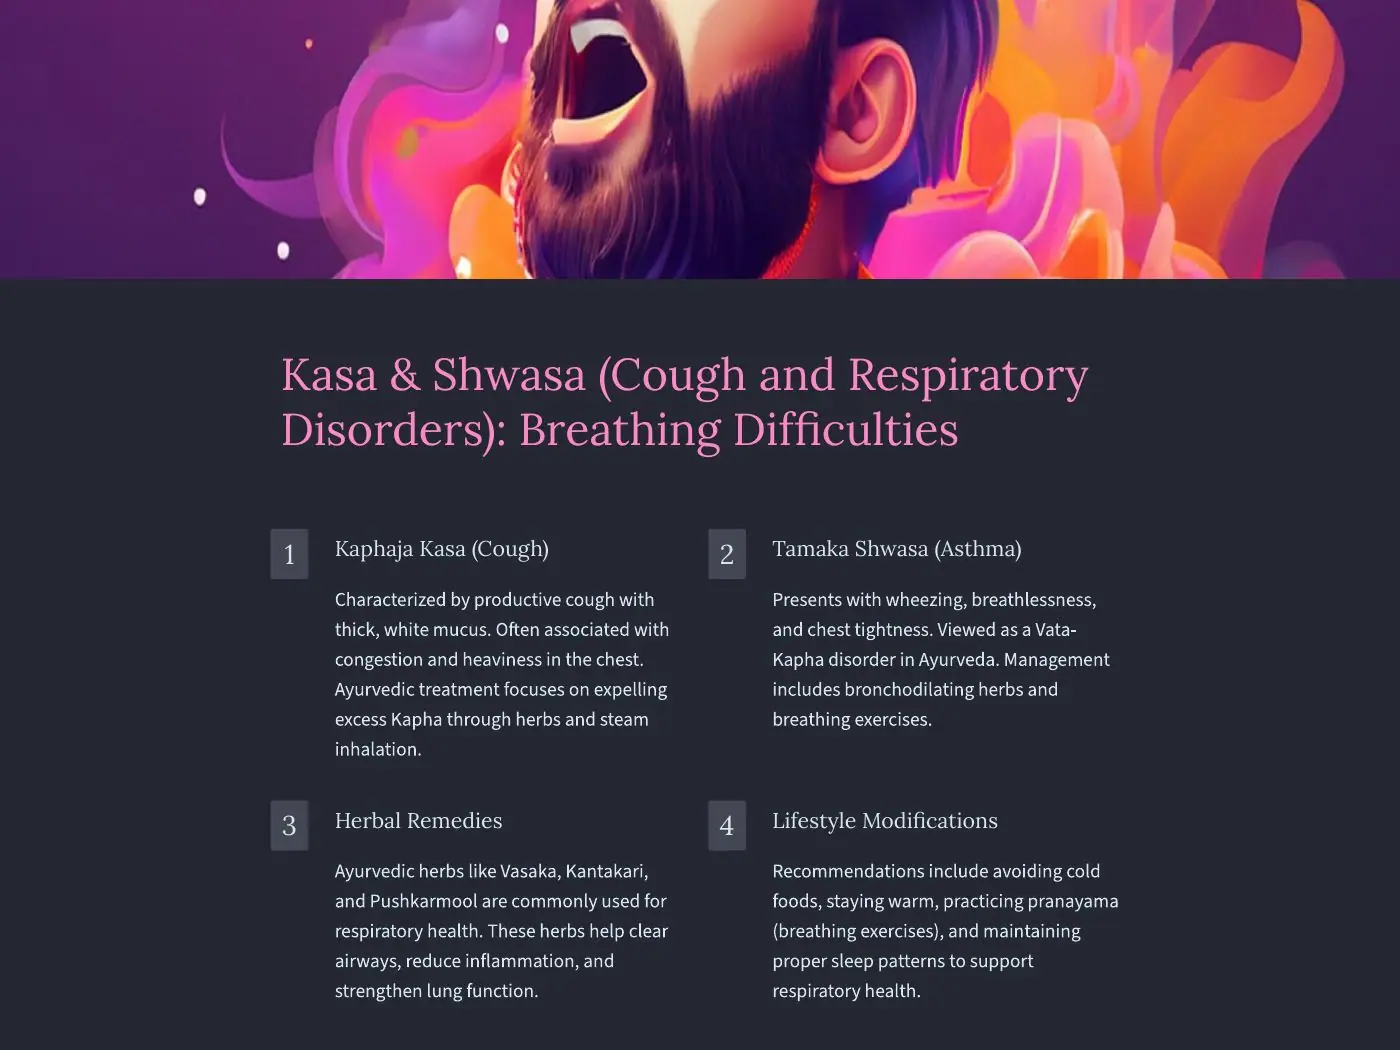 Kasa & Shwasa (Cough and Respiratory
Disorders): Breathing Difficulties
1
Kaphaja Kasa (Cough)
Characterized by productive cough with
thick, white mucus. Often associated with
congestion and heaviness in the chest.
Ayurvedic treatment focuses on expelling
excess Kapha through herbs and steam
inhalation.
2
Tamaka Shwasa (Asthma)
Presents with wheezing, breathlessness,
and chest tightness. Viewed as a Vata-
Kapha disorder in Ayurveda. Management
includes bronchodilating herbs and
breathing exercises.
3
Herbal Remedies
Ayurvedic herbs like Vasaka, Kantakari,
and Pushkarmool are commonly used for
respiratory health. These herbs help clear
airways, reduce inflammation, and
strengthen lung function.
4
Lifestyle Modifications
Recommendations include avoiding cold
foods, staying warm, practicing pranayama
(breathing exercises), and maintaining
proper sleep patterns to support
respiratory health.